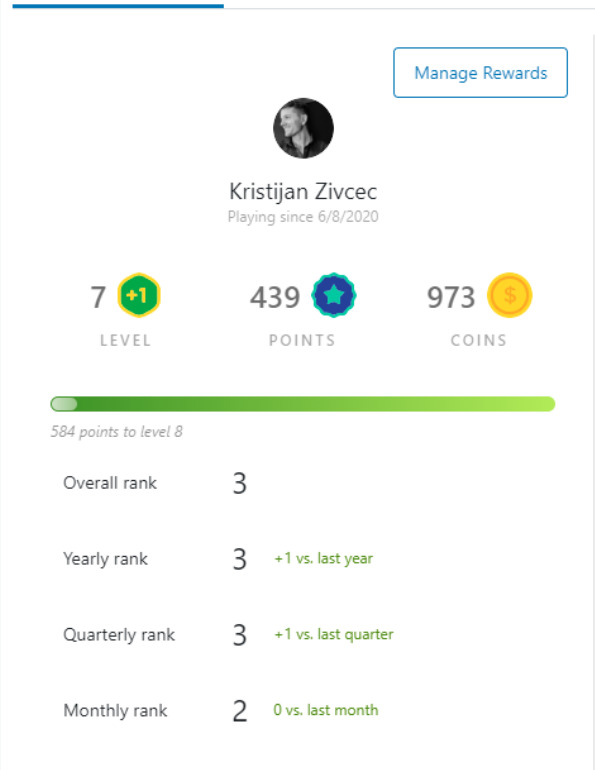 Manage Rewards
Kristijan Zivcec
Playing since 6/8/2020
7 +1 439 973 $
LEVEL POINTS COINS
584 points to level 8
Overall rank 3
Yearly rank 3 +1 vs. last year
Quarterly rank 3 +1 vs. last quarter
Monthly rank 2 0 vs. last month